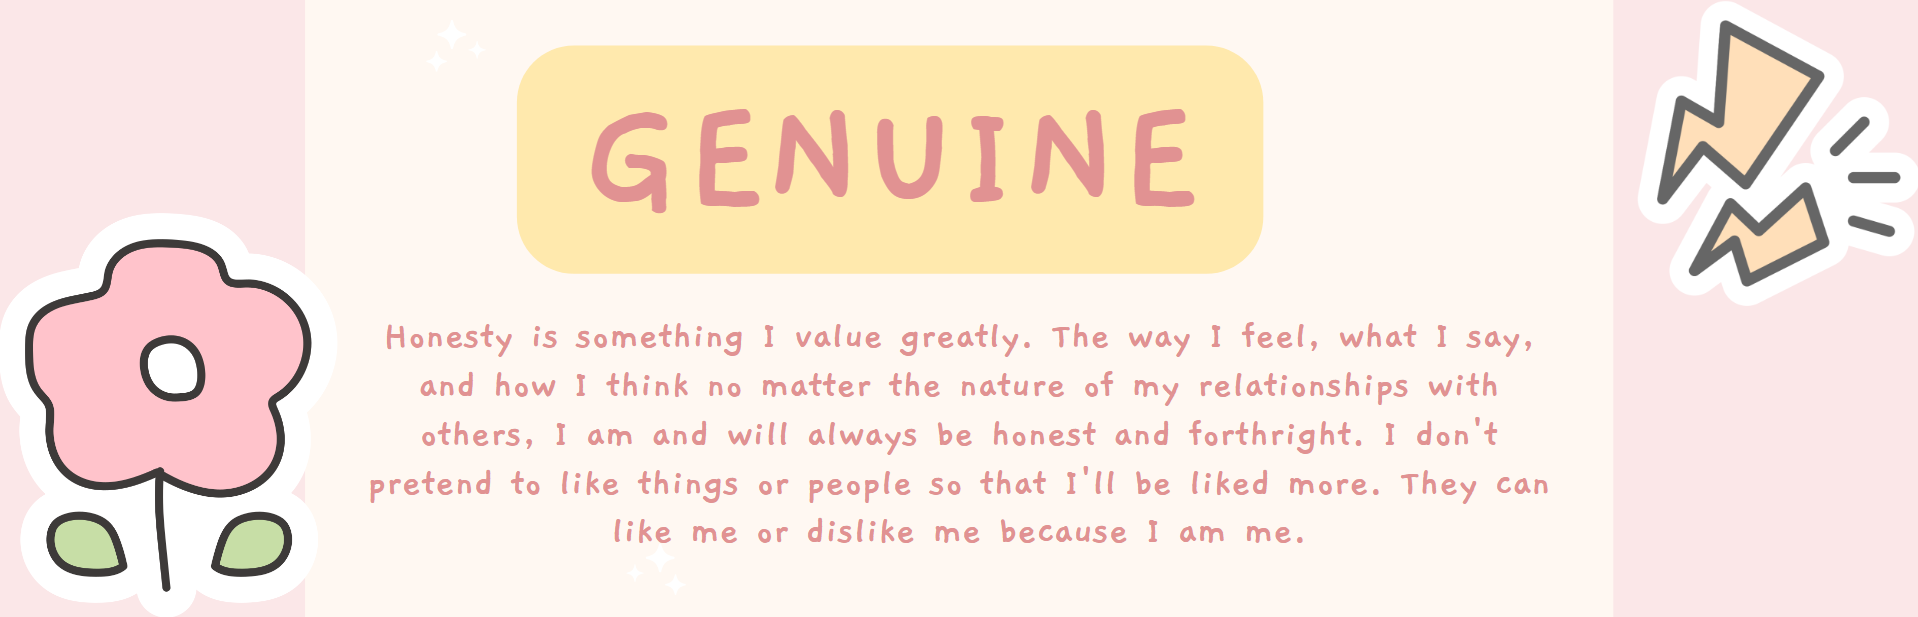 GENUINE
Honesty is something I value greatly. The way I feel, what I say,
and how I think no matter the nature of my relationships with
others, I am and will always be honest and forthright. I don't
pretend to like things or people so that I'll be liked more. They can
like me or dislike me because I am me.